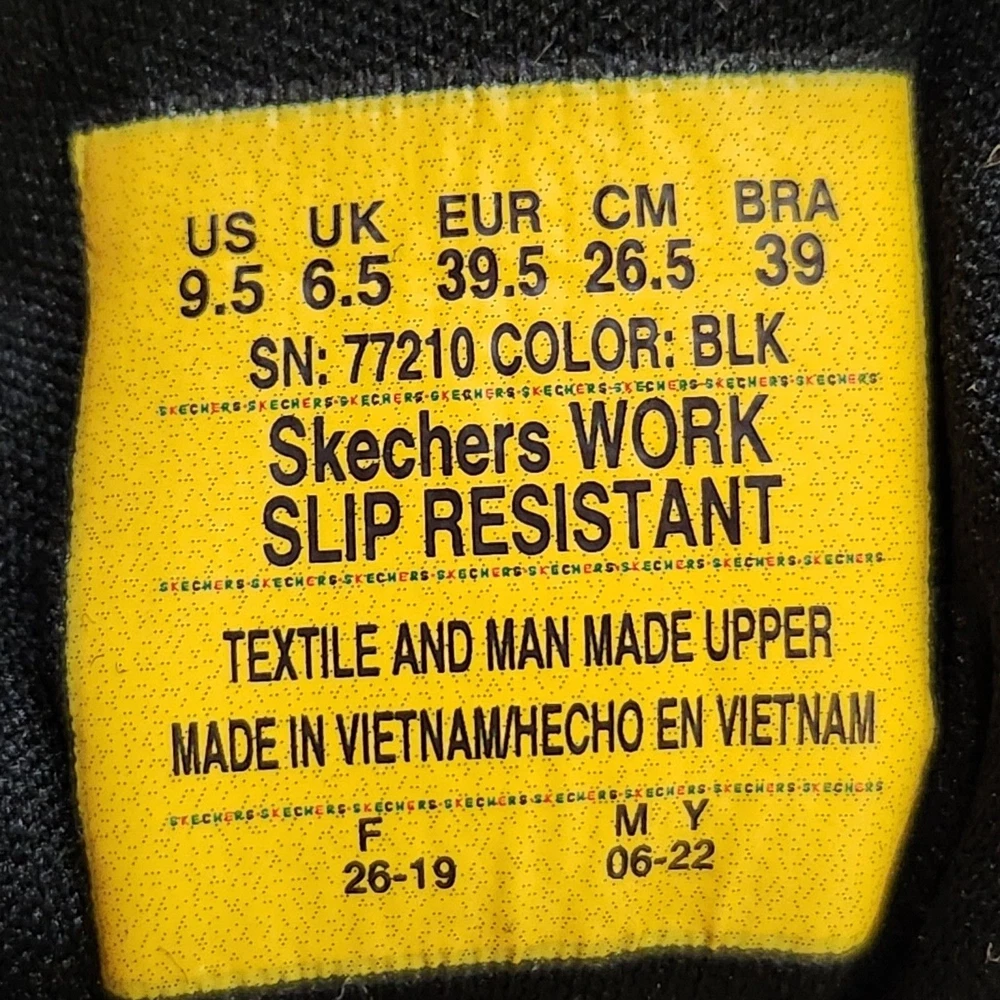 US UK EUR CM BRA
9.5 6.5 39.5 26.5 39
SN: 77210 COLOR: BLK
SKECHERS·SKECHERS·SKECHERS·SKECHERS·SKECHERS·SKECHERS·SKECHERS·SKECHERS
Skechers WORK
SLIP RESISTANT
SKECHERS·SKECHERS·SKECHERS·SKECHERS·SKECHERS·SKECHERS·SKECHERS·SKECHERS
TEXTILE AND MAN MADE UPPER
MADE IN VIETNAM/HECHO EN VIETNAM
SKECHERS·SKECHERS·SKECHERS·SKECHERS·SKECHERS·SKECHERS·SKECHERS·SKECHERS
F M Y
26-19 06-22